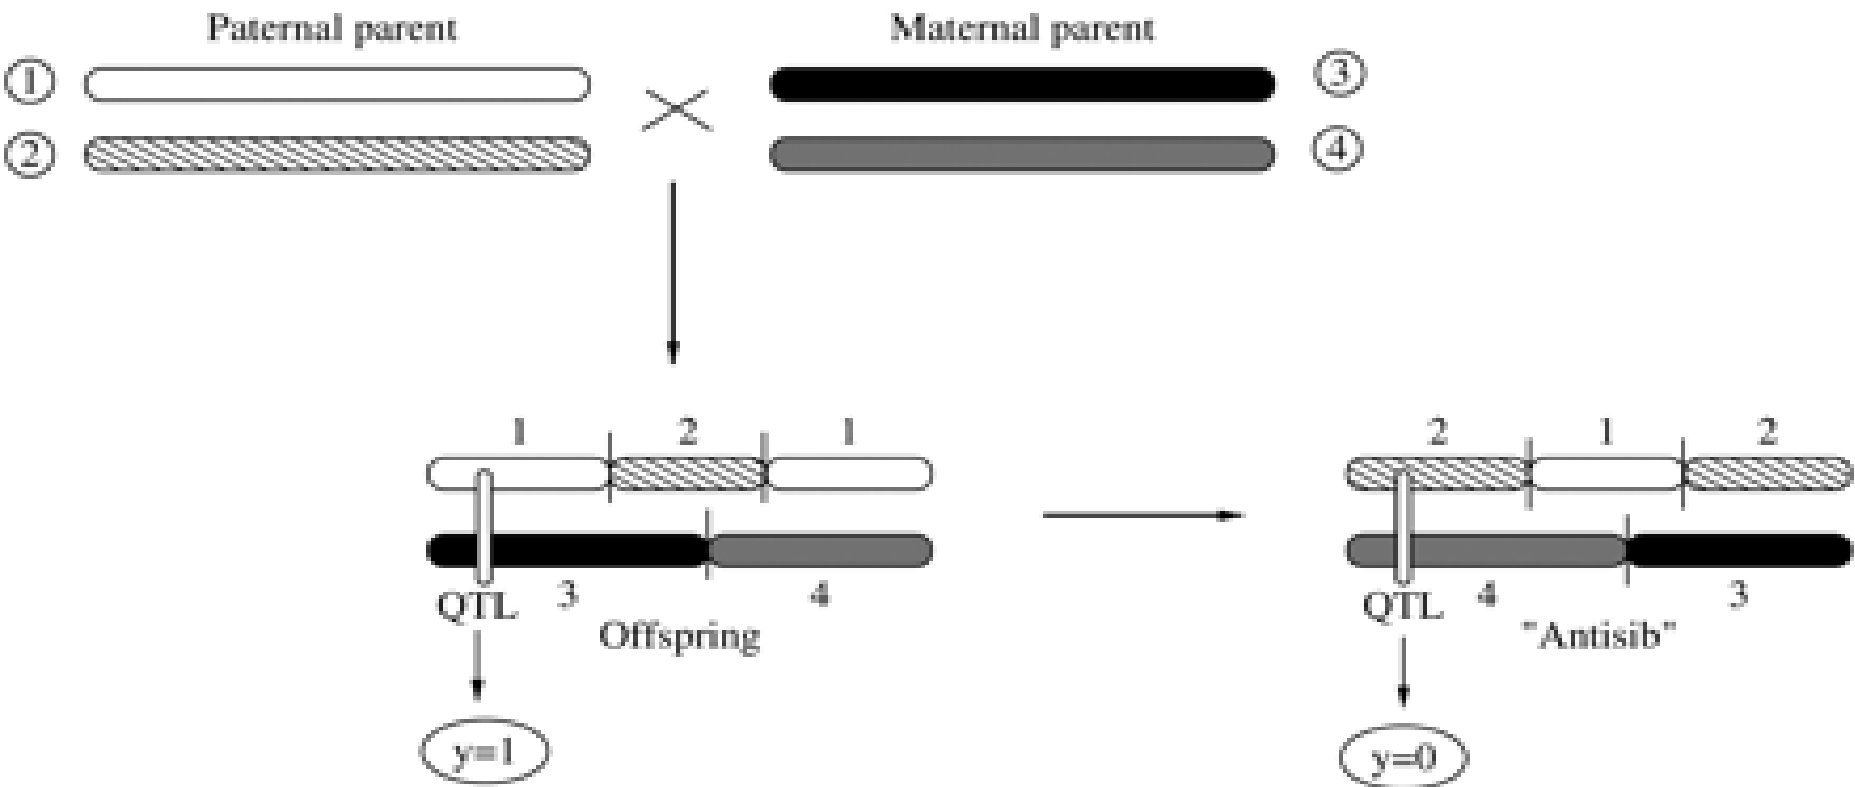 Paternal parent Maternal parent
1 3
2 4
1 2 1 2 1 2
QTL 3 4 QTL 4 3
Offspring "Antisib"
y=1 y=0